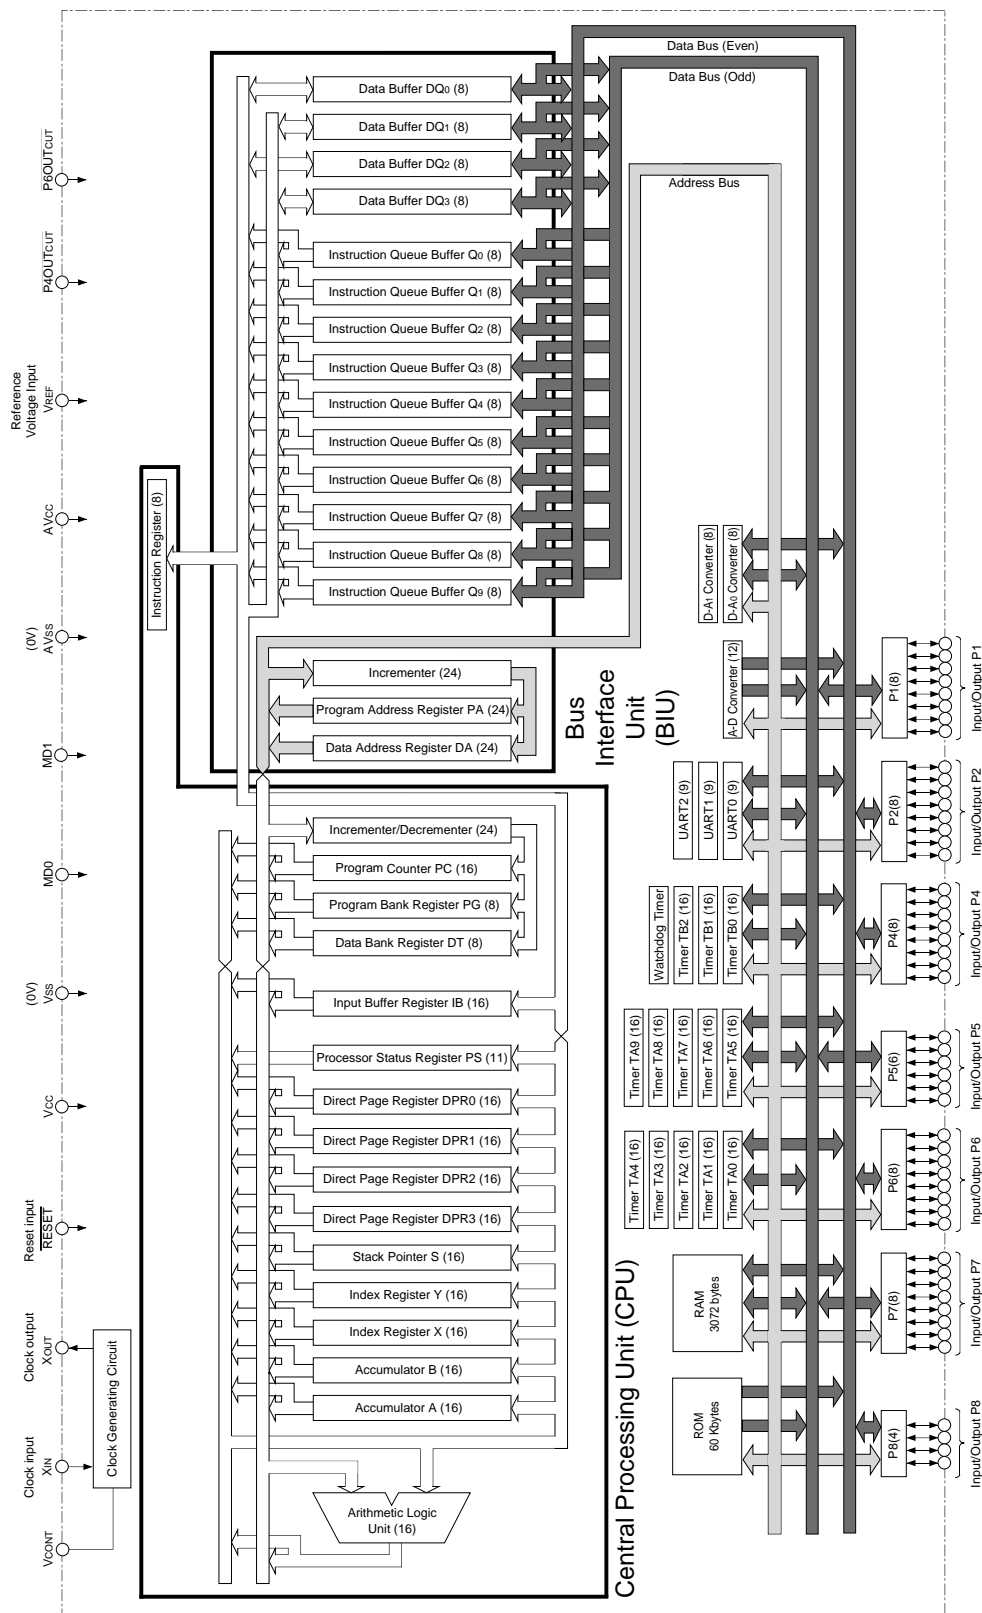 Data Bus (Even)
Data Bus (Odd)
Address Bus
Data Buffer DQ0 (8)
Data Buffer DQ1 (8)
Data Buffer DQ2 (8)
Data Buffer DQ3 (8)
Instruction Queue Buffer Q0 (8)
Instruction Queue Buffer Q1 (8)
Instruction Queue Buffer Q2 (8)
Instruction Queue Buffer Q3 (8)
Instruction Queue Buffer Q4 (8)
Instruction Queue Buffer Q5 (8)
Instruction Queue Buffer Q6 (8)
Instruction Queue Buffer Q7 (8)
Instruction Queue Buffer Q8 (8)
Instruction Queue Buffer Q9 (8)
Incrementer (24)
Program Address Register PA (24)
Data Address Register DA (24)
Bus
Interface
Unit
(BIU)
Instruction Register (8)
Incrementer/Decrementer (24)
Program Counter PC (16)
Program Bank Register PG (8)
Data Bank Register DT (8)
Input Buffer Register IB (16)
Processor Status Register PS (11)
Direct Page Register DPR0 (16)
Direct Page Register DPR1 (16)
Direct Page Register DPR2 (16)
Direct Page Register DPR3 (16)
Stack Pointer S (16)
Index Register Y (16)
Index Register X (16)
Accumulator B (16)
Accumulator A (16)
Arithmetic Logic
Unit (16)
Central Processing Unit (CPU)
P6OUTCUT
P4OUTCUT
Reference
Voltage Input
VREF
AVCC
(0V)
AVSS
MD1
MD0
(0V)
VSS
VCC
Reset input
RESET
Clock output
XOUT
Clock input
XIN
VCONT
Clock Generating Circuit
D-A1 Converter (8)
D-A0 Converter (8)
A-D Converter (12)
UART2 (9)
UART1 (9)
UART0 (9)
Watchdog Timer
Timer TB2 (16)
Timer TB1 (16)
Timer TB0 (16)
Timer TA9 (16)
Timer TA8 (16)
Timer TA7 (16)
Timer TA6 (16)
Timer TA5 (16)
Timer TA4 (16)
Timer TA3 (16)
Timer TA2 (16)
Timer TA1 (16)
Timer TA0 (16)
RAM
3072 bytes
ROM
60 Kbytes
P1(8)
P2(8)
P4(8)
P5(6)
P6(8)
P7(8)
P8(4)
Input/Output P1
Input/Output P2
Input/Output P4
Input/Output P5
Input/Output P6
Input/Output P7
Input/Output P8